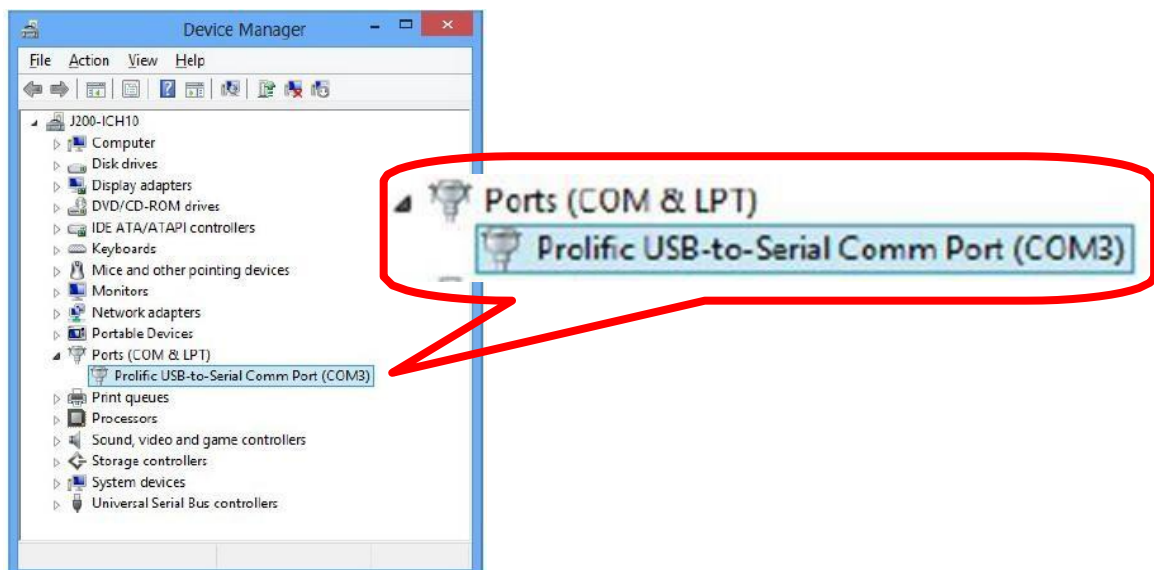 Device Manager
File Action View Help
J200-ICH10
Computer
Disk drives
Display adapters
DVD/CD-ROM drives
IDE ATA/ATAPI controllers
Keyboards
Mice and other pointing devices
Monitors
Network adapters
Portable Devices
Ports (COM & LPT)
Prolific USB-to-Serial Comm Port (COM3)
Print queues
Processors
Sound, video and game controllers
Storage controllers
System devices
Universal Serial Bus controllers
Ports (COM & LPT)
Prolific USB-to-Serial Comm Port (COM3)